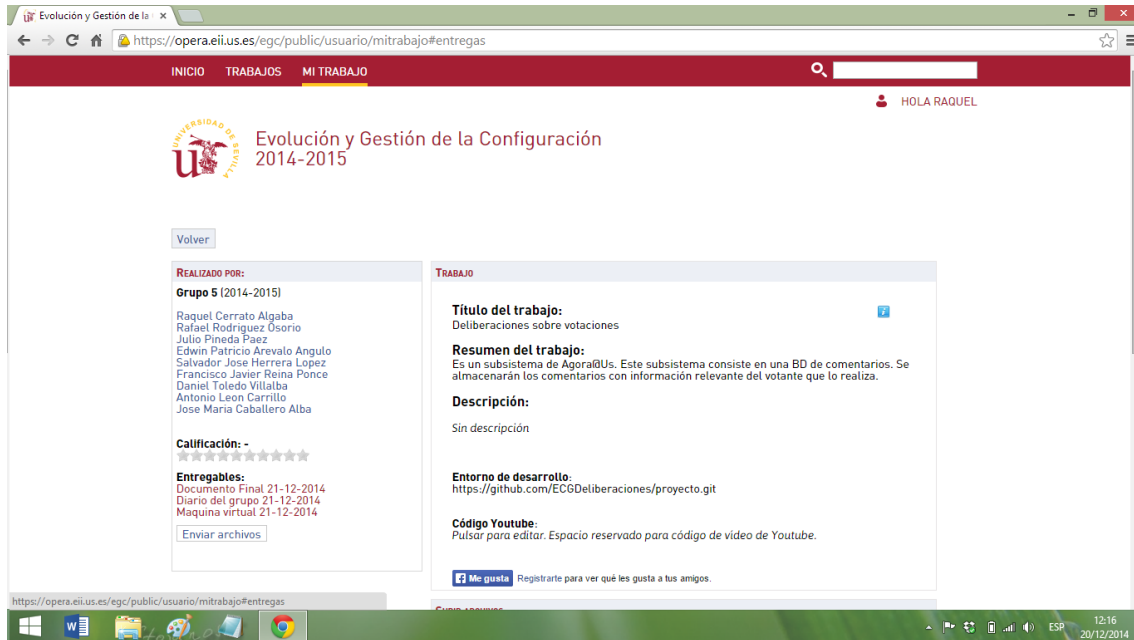 Evolución y Gestión de la
https://opera.eii.us.es/egc/public/usuario/mitrabajo#entregas
INICIO TRABAJOS MI TRABAJO
HOLA RAQUEL
UNIVERSIDAD DE SEVILLA
Evolución y Gestión de la Configuración
2014-2015
Volver
REALIZADO POR:
Grupo 5 (2014-2015)
Raquel Cerrato Algaba
Rafael Rodriguez Osorio
Julio Pineda Paez
Edwin Patricio Arevalo Angulo
Salvador Jose Herrera Lopez
Francisco Javier Reina Ponce
Daniel Toledo Villalba
Antonio Leon Carrillo
Jose Maria Caballero Alba
Calificación: -
Entregables:
Documento Final 21-12-2014
Diario del grupo 21-12-2014
Maquina virtual 21-12-2014
Enviar archivos
TRABAJO
Título del trabajo:
Deliberaciones sobre votaciones
Resumen del trabajo:
Es un subsistema de Agora@Us. Este subsistema consiste en una BD de comentarios. Se
almacenarán los comentarios con información relevante del votante que lo realiza.
Descripción:
Sin descripción
Entorno de desarrollo:
https://github.com/ECGDeliberaciones/proyecto.git
Código Youtube:
Pulsar para editar. Espacio reservado para código de vídeo de Youtube.
Me gusta Registrarte para ver qué les gusta a tus amigos.
SUBIR ARCHIVOS
https://opera.eii.us.es/egc/public/usuario/mitrabajo#entregas
ESP
12:16
20/12/2014